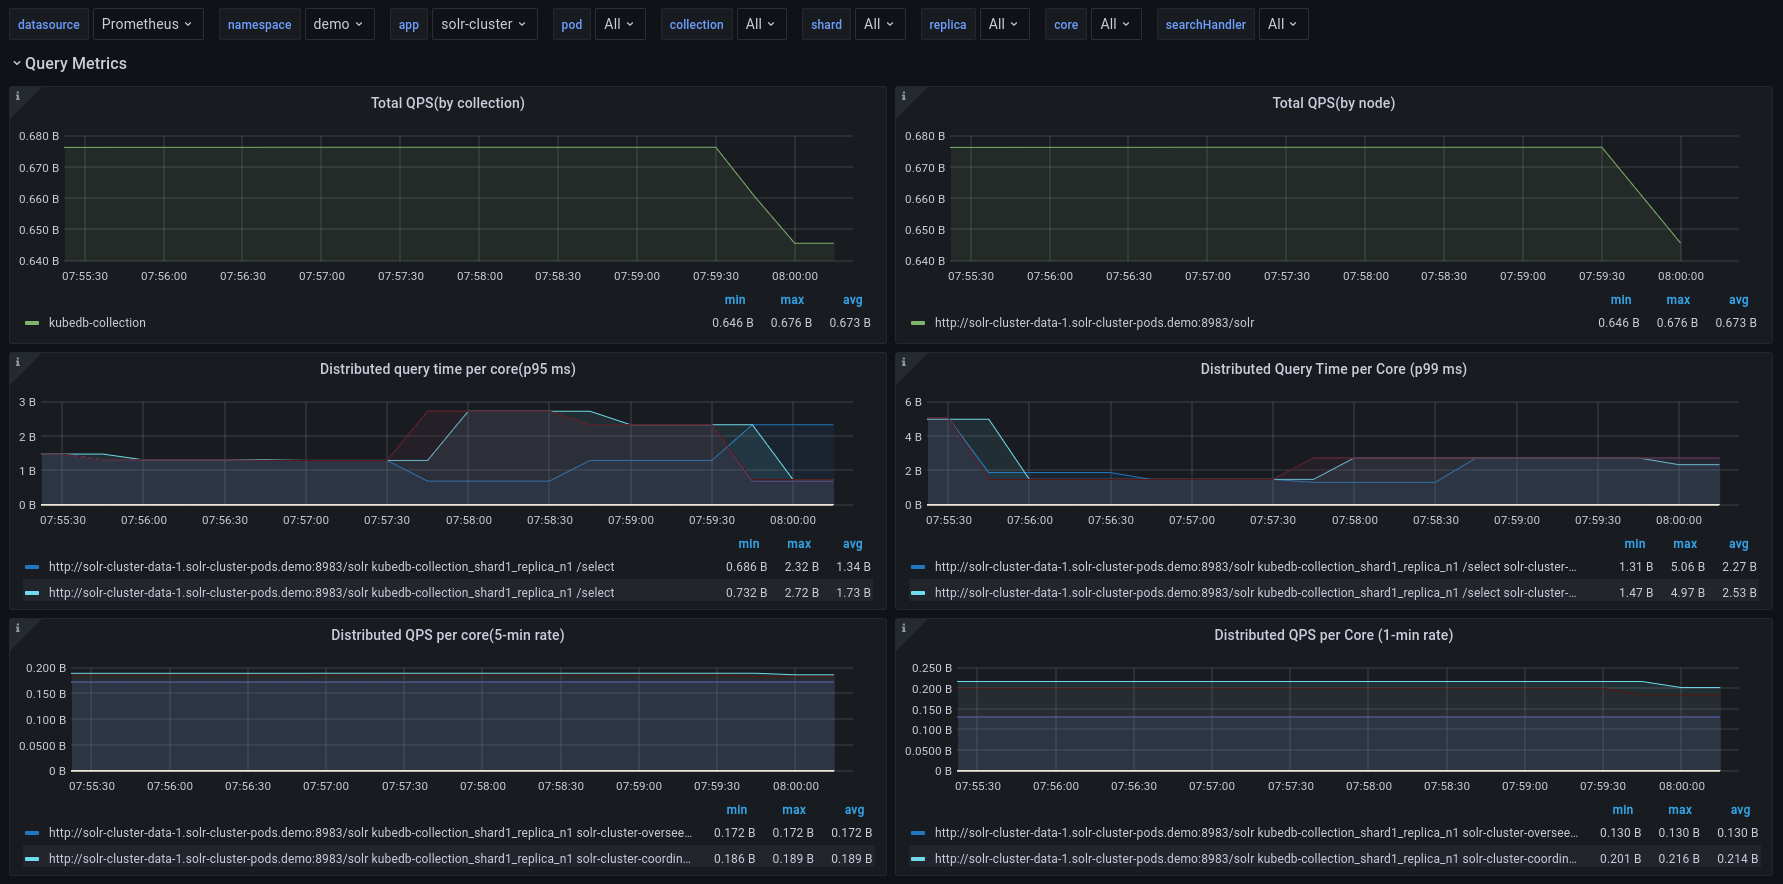 datasource Prometheus namespace demo app solr-cluster pod All collection All shard All replica All core All searchHandler All
Query Metrics
Total QPS(by collection)
0.680 B
0.670 B
0.660 B
0.650 B
0.640 B
07:55:30 07:56:00 07:56:30 07:57:00 07:57:30 07:58:00 07:58:30 07:59:00 07:59:30 08:00:00
min max avg
kubedb-collection 0.646 B 0.676 B 0.673 B
Total QPS(by node)
0.680 B
0.670 B
0.660 B
0.650 B
0.640 B
07:55:30 07:56:00 07:56:30 07:57:00 07:57:30 07:58:00 07:58:30 07:59:00 07:59:30 08:00:00
min max avg
http://solr-cluster-data-1.solr-cluster-pods.demo:8983/solr 0.646 B 0.676 B 0.673 B
Distributed query time per core(p95 ms)
3 B
2 B
1 B
0 B
07:55:30 07:56:00 07:56:30 07:57:00 07:57:30 07:58:00 07:58:30 07:59:00 07:59:30 08:00:00
min max avg
http://solr-cluster-data-1.solr-cluster-pods.demo:8983/solr kubedb-collection_shard1_replica_n1 /select 0.686 B 2.32 B 1.34 B
http://solr-cluster-data-1.solr-cluster-pods.demo:8983/solr kubedb-collection_shard1_replica_n1 /select 0.732 B 2.72 B 1.73 B
Distributed Query Time per Core (p99 ms)
6 B
4 B
2 B
0 B
07:55:30 07:56:00 07:56:30 07:57:00 07:57:30 07:58:00 07:58:30 07:59:00 07:59:30 08:00:00
min max avg
http://solr-cluster-data-1.solr-cluster-pods.demo:8983/solr kubedb-collection_shard1_replica_n1 /select solr-cluster-... 1.31 B 5.06 B 2.27 B
http://solr-cluster-data-1.solr-cluster-pods.demo:8983/solr kubedb-collection_shard1_replica_n1 /select solr-cluster-... 1.47 B 4.97 B 2.53 B
Distributed QPS per core(5-min rate)
0.200 B
0.150 B
0.100 B
0.0500 B
0 B
07:55:30 07:56:00 07:56:30 07:57:00 07:57:30 07:58:00 07:58:30 07:59:00 07:59:30 08:00:00
min max avg
http://solr-cluster-data-1.solr-cluster-pods.demo:8983/solr kubedb-collection_shard1_replica_n1 solr-cluster-oversee... 0.172 B 0.172 B 0.172 B
http://solr-cluster-data-1.solr-cluster-pods.demo:8983/solr kubedb-collection_shard1_replica_n1 solr-cluster-coordin... 0.186 B 0.189 B 0.189 B
Distributed QPS per Core (1-min rate)
0.250 B
0.200 B
0.150 B
0.100 B
0.0500 B
0 B
07:55:30 07:56:00 07:56:30 07:57:00 07:57:30 07:58:00 07:58:30 07:59:00 07:59:30 08:00:00
min max avg
http://solr-cluster-data-1.solr-cluster-pods.demo:8983/solr kubedb-collection_shard1_replica_n1 solr-cluster-oversee... 0.130 B 0.130 B 0.130 B
http://solr-cluster-data-1.solr-cluster-pods.demo:8983/solr kubedb-collection_shard1_replica_n1 solr-cluster-coordin... 0.201 B 0.216 B 0.214 B